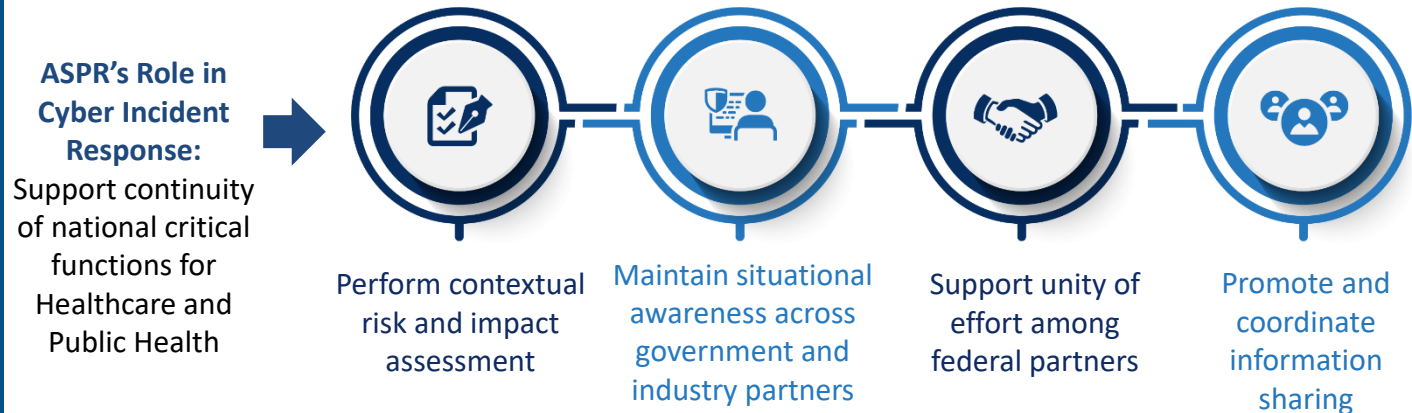 ASPR's Role in
Cyber Incident
Response:
Support continuity
of national critical
functions for
Healthcare and
Public Health
Perform contextual
risk and impact
assessment
Maintain situational
awareness across
government and
industry partners
Support unity of
effort among
federal partners
Promote and
coordinate
information
sharing